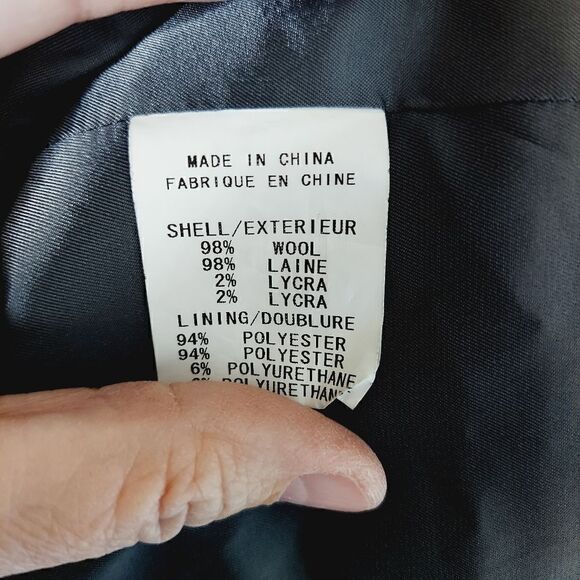 MADE IN CHINA
FABRIQUE EN CHINE
SHELL/EXTERIEUR
98% WOOL
98% LAINE
2% LYCRA
2% LYCRA
LINING/DOUBLURE
94% POLYESTER
94% POLYESTER
6% POLYURETHANE
POLYURETHANE